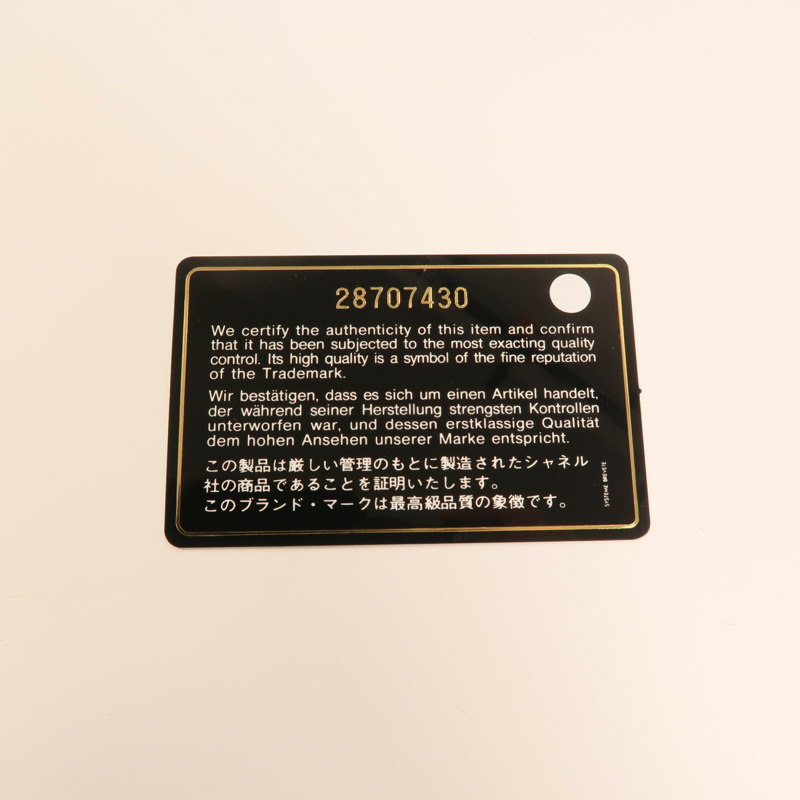 28707430
We certify the authenticity of this item and confirm
that it has been subjected to the most exacting quality
control. Its high quality is a symbol of the fine reputation
of the Trademark.
Wir bestätigen, dass es sich um einen Artikel handelt,
der während seiner Herstellung strengsten Kontrollen
unterworfen war, und dessen erstklassige Qualität
dem hohen Ansehen unserer Marke entspricht.
この製品は厳しい管理のもとに製造されたシャネル
社の商品であることを証明いたします。
このブランド・マークは最高級品質の象徴です。
SYSTEME BREVETE